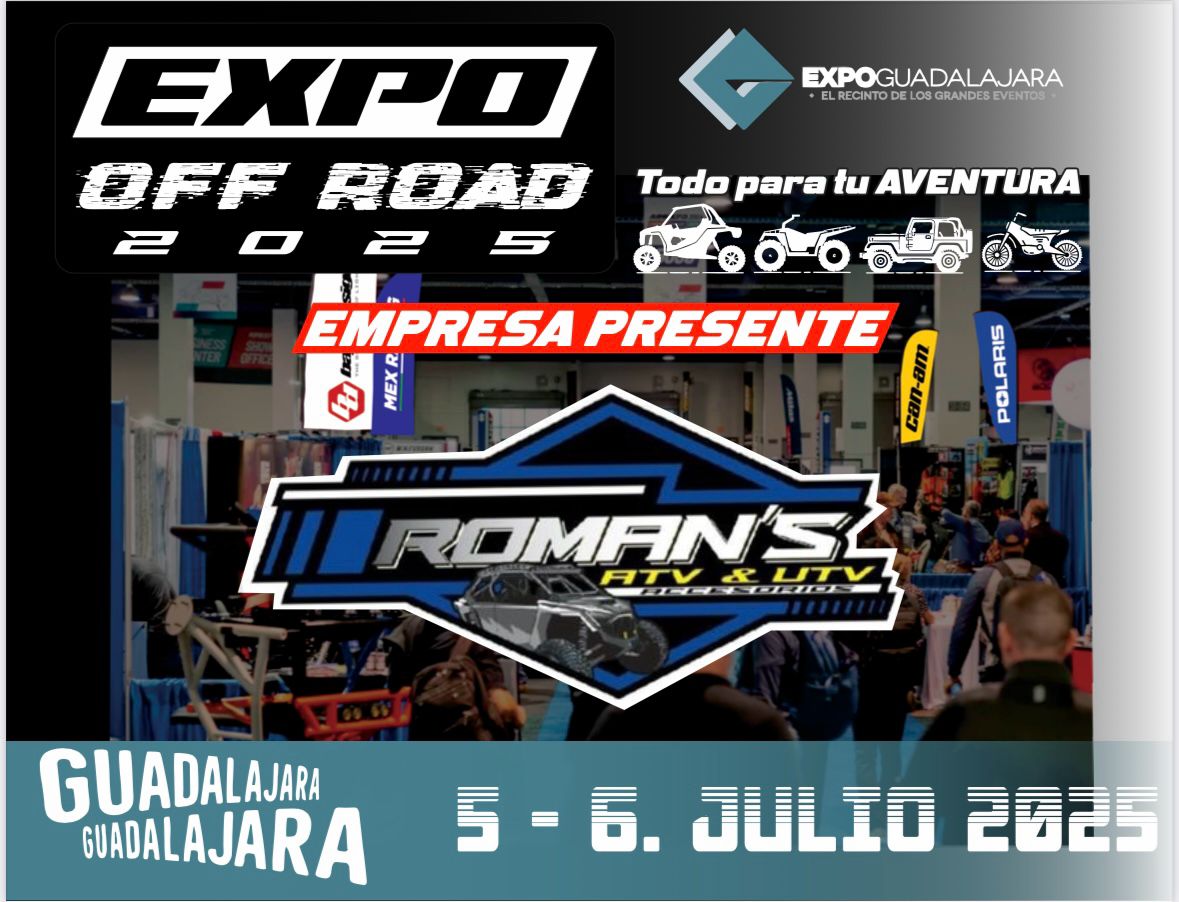 EXPO
OFF ROAD
2025
EXPOGUADALAJARA
• EL RECINTO DE LOS GRANDES EVENTOS •
Todo para tu AVENTURA
EMPRESA PRESENTE
MEX
can-am
POLARIS
ROMAN'S
ATV & UTV
ACCESORIOS
GUADALAJARA
GUADALAJARA
5 - 6. JULIO 2025